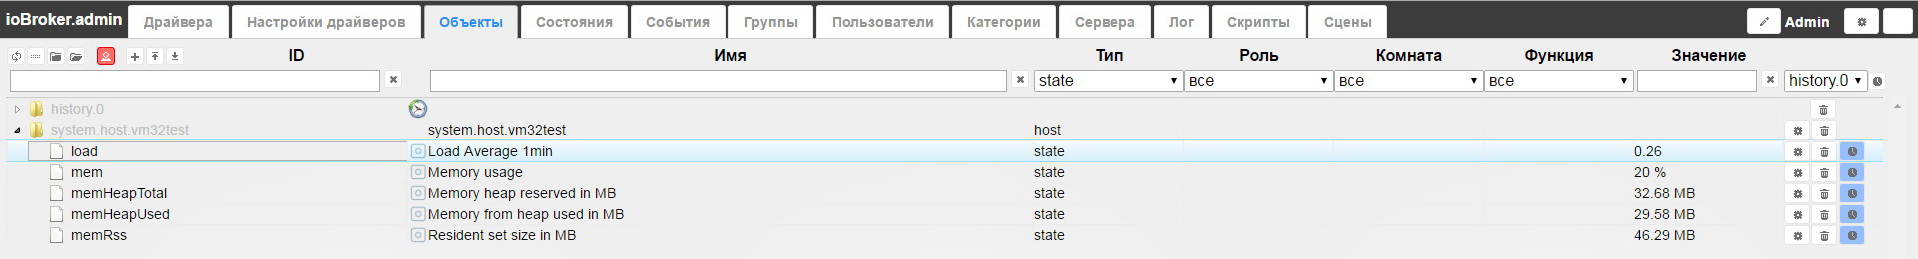 ioBroker.admin Драйвера Настройки драйверов Объекты Состояния События Группы Пользователи Категории Сервера Лог Скрипты Сцены Admin
ID Имя Тип Роль Комната Функция Значение
state все все все history.0
history.0
system.host.vm32test system.host.vm32test host
load Load Average 1min state 0.26
mem Memory usage state 20 %
memHeapTotal Memory heap reserved in MB state 32.68 MB
memHeapUsed Memory from heap used in MB state 29.58 MB
memRss Resident set size in MB state 46.29 MB